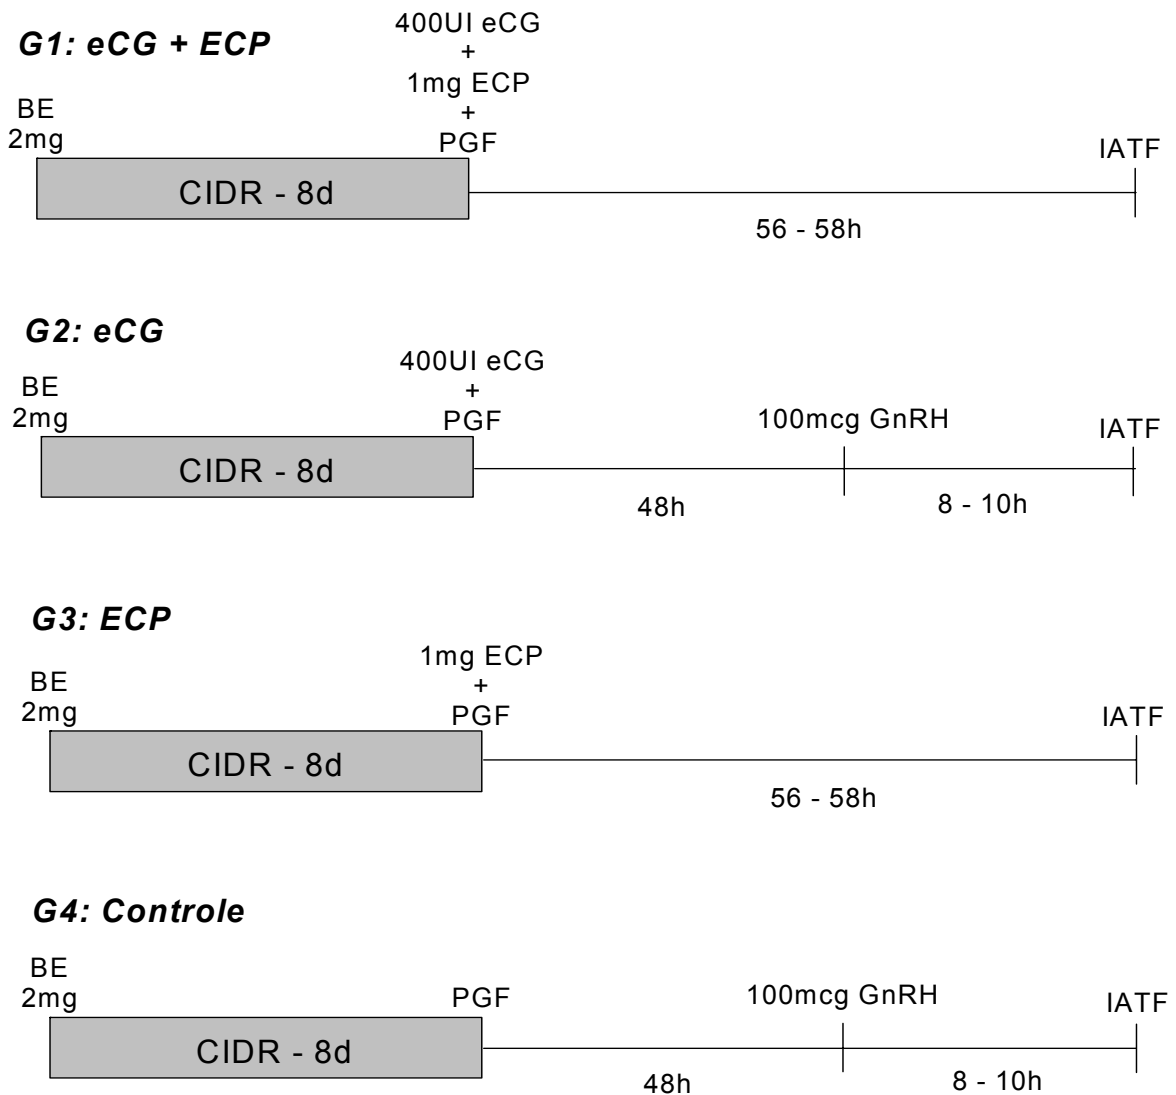 G1: eCG + ECP
400UI eCG
+
1mg ECP
+
PGF
BE
2mg
IATF
CIDR - 8d
56 - 58h
G2: eCG
400UI eCG
+
PGF
BE
2mg
100mcg GnRH
IATF
CIDR - 8d
48h
8 - 10h
G3: ECP
1mg ECP
+
PGF
BE
2mg
IATF
CIDR - 8d
56 - 58h
G4: Controle
BE
2mg
PGF
100mcg GnRH
IATF
CIDR - 8d
48h
8 - 10h